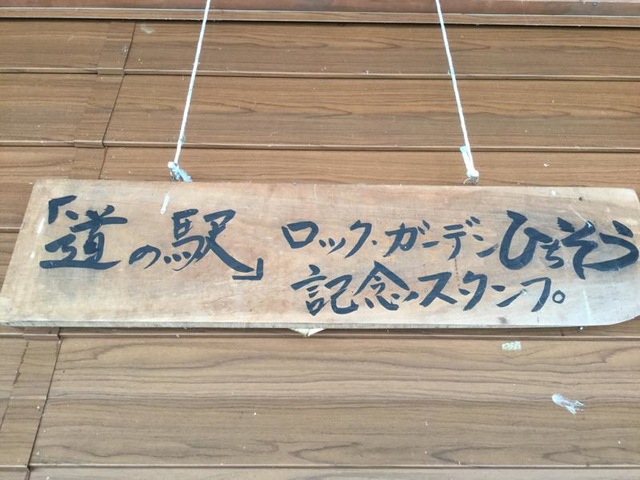 「道の駅」
ロック・ガーデンひちそう
記念スタンプ。